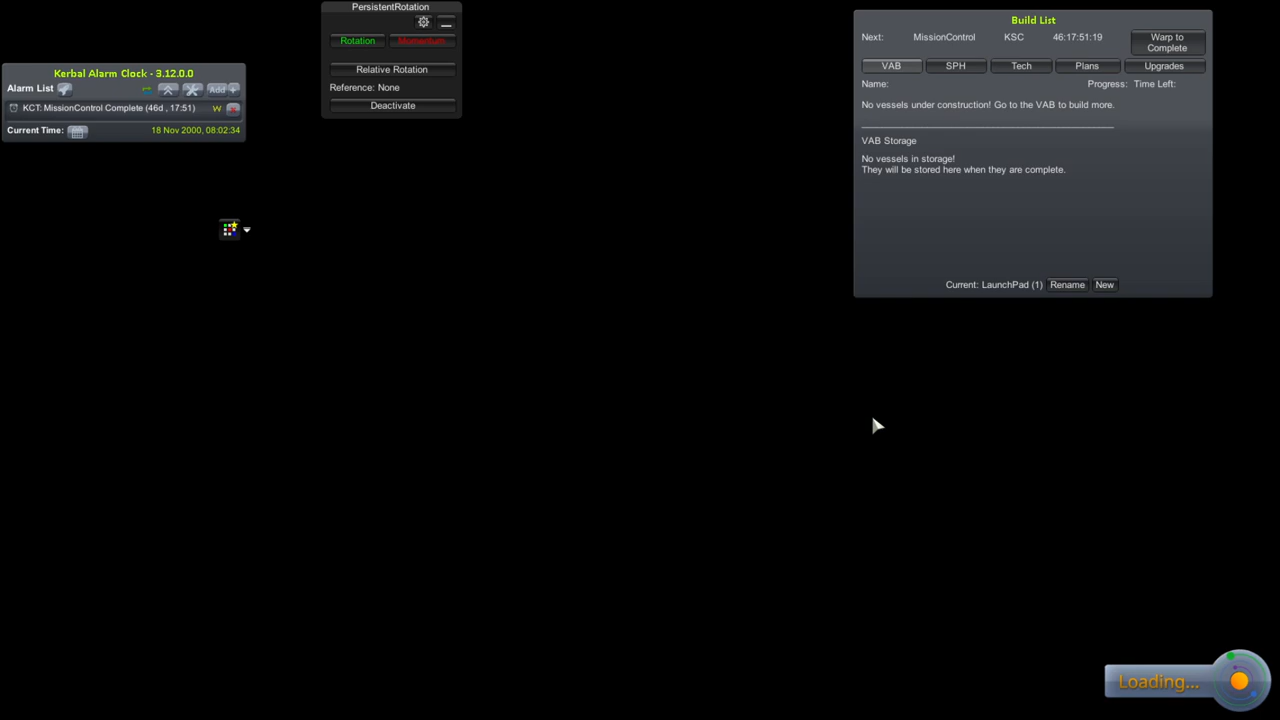 PersistentRotation
Rotation Momentum
Relative Rotation
Reference: None
Deactivate
Kerbal Alarm Clock - 3.12.0.0
Alarm List Add +
KCT: MissionControl Complete (46d , 17:51) W
Current Time: 18 Nov 2000, 08:02:34
Build List
Next: MissionControl KSC 46:17:51:19 Warp to
Complete
VAB SPH Tech Plans Upgrades
Name: Progress: Time Left:
No vessels under construction! Go to the VAB to build more.
VAB Storage
No vessels in storage!
They will be stored here when they are complete.
Current: LaunchPad (1) Rename New
Loading...